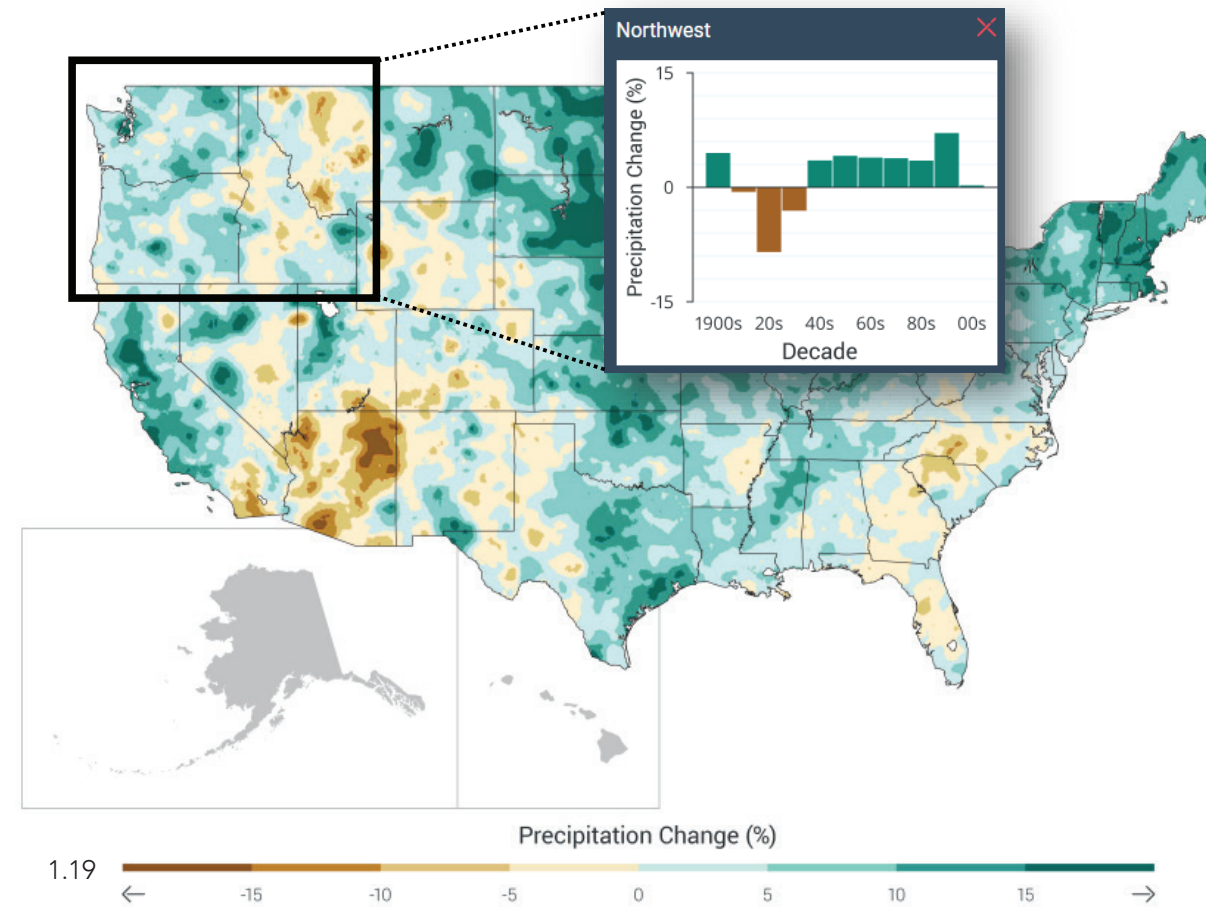 Northwest
Precipitation Change (%)
15
0
-15
1900s 20s 40s 60s 80s 00s
Decade
Precipitation Change (%)
1.19
← -15 -10 -5 0 5 10 15 →